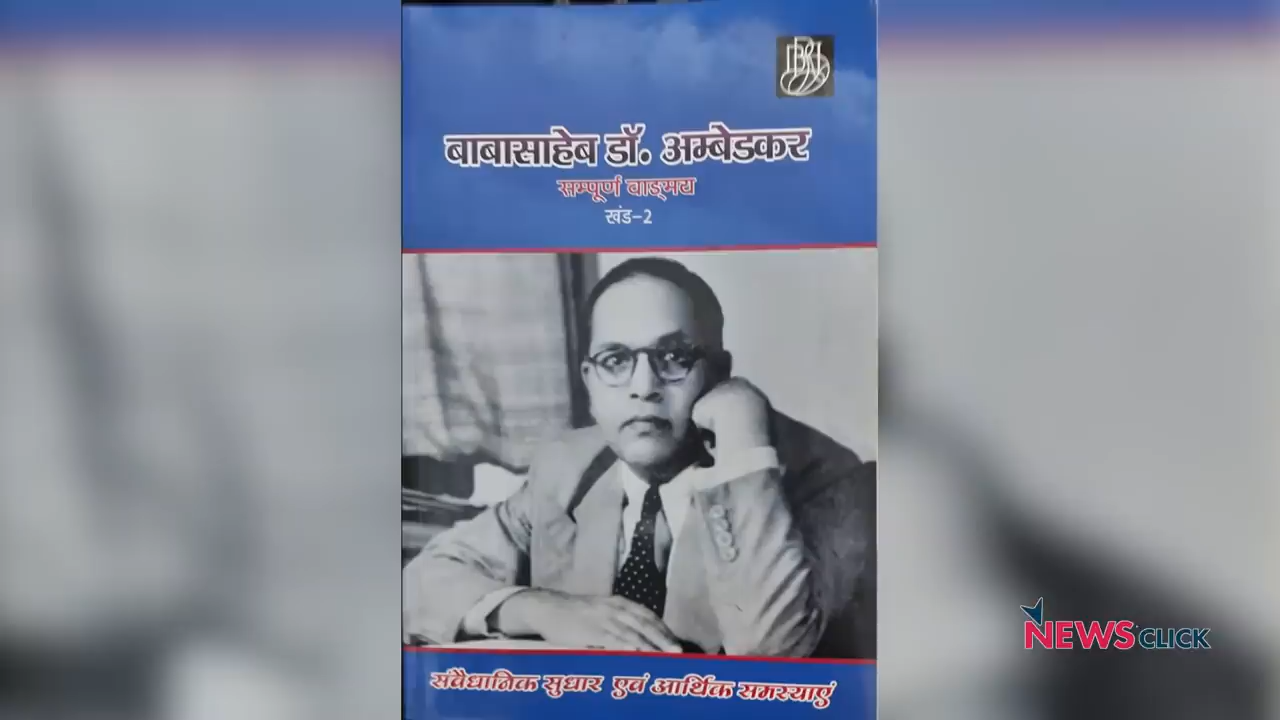 बाबासाहेब डॉ. अम्बेडकर
सम्पूर्ण वाङ्मय
खंड-2
संवैधानिक सुधार एवं आर्थिक समस्याएं
NEWSCLICK